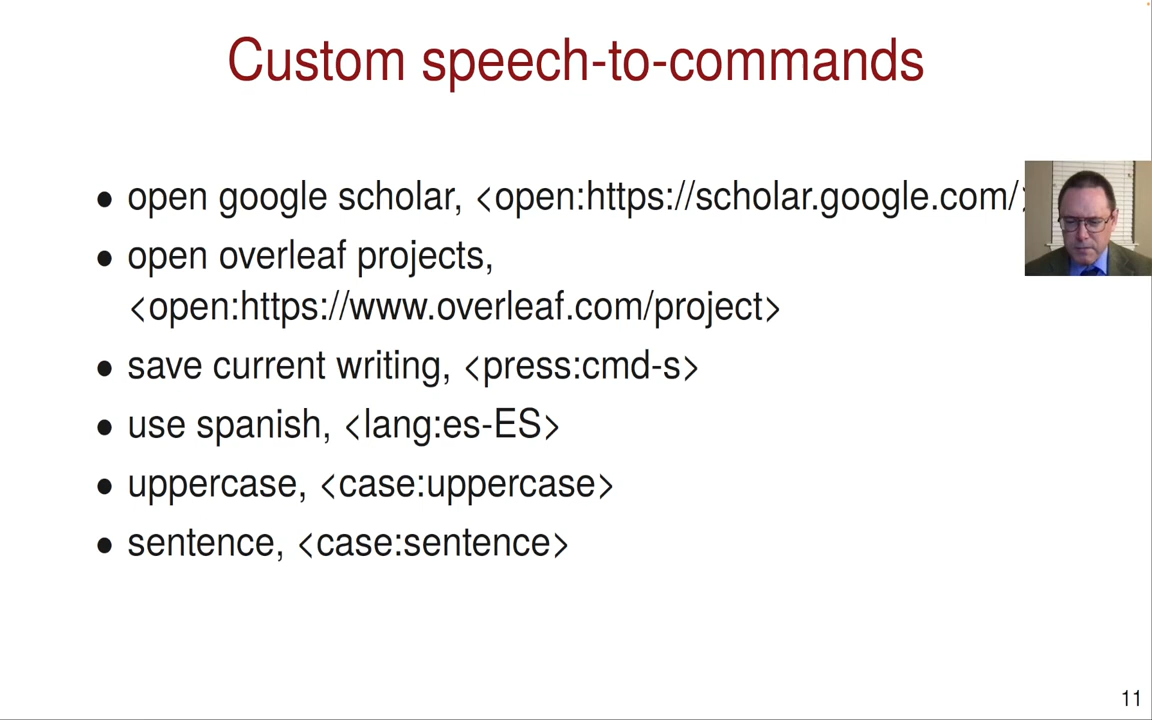 Custom speech-to-commands
• open google scholar, <open:https://scholar.google.com/>
• open overleaf projects,
<open:https://www.overleaf.com/project>
• save current writing, <press:cmd-s>
• use spanish, <lang:es-ES>
• uppercase, <case:uppercase>
• sentence, <case:sentence>
11